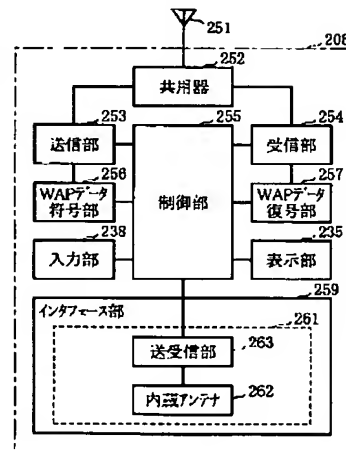 251
208
252
共用器
253
255
254
送信部
受信部
256
257
WAPデータ
符号部
制御部
WAPデータ
復号部
238
235
入力部
表示部
259
インタフェース部
261
263
送受信部
262
内蔵アンテナ